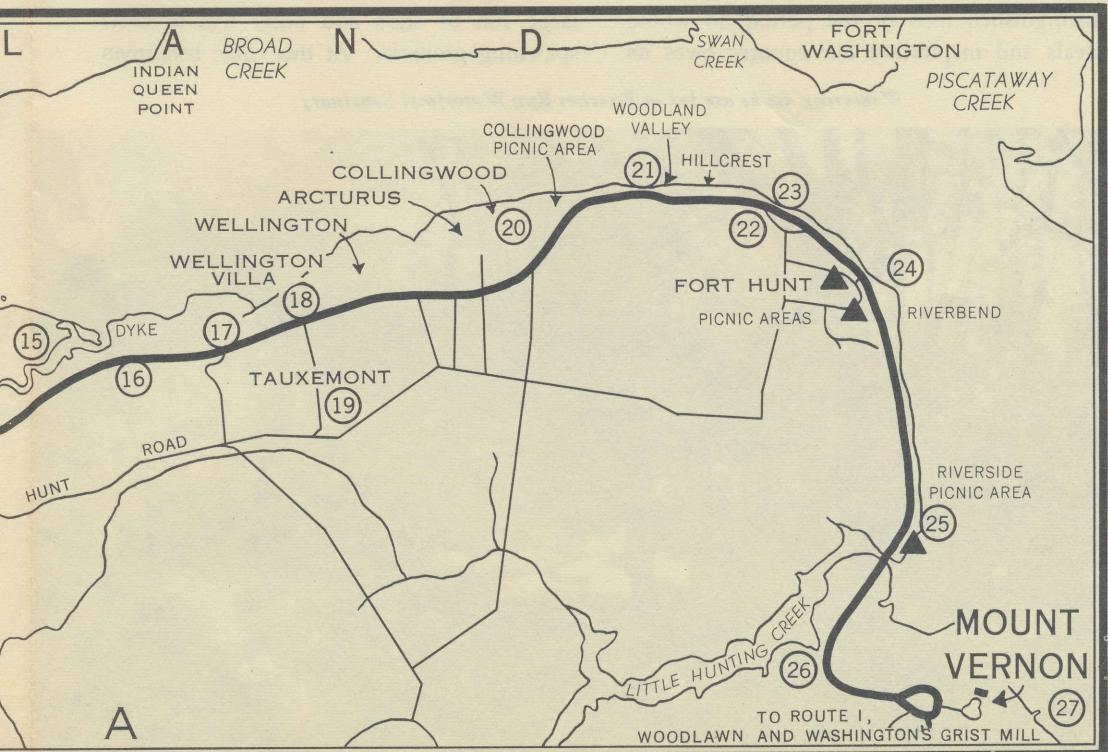 L A N D
BROAD
CREEK
INDIAN
QUEEN
POINT
SWAN
CREEK
FORT
WASHINGTON
PISCATAWAY
CREEK
WOODLAND
VALLEY
COLLINGWOOD
PICNIC AREA
HILLCREST
21
23
COLLINGWOOD
ARCTURUS
20
22
WELLINGTON
WELLINGTON
VILLA
24
FORT HUNT
PICNIC AREAS
RIVERBEND
18
15
DYKE
17
16
TAUXEMONT
19
HUNT ROAD
RIVERSIDE
PICNIC AREA
25
LITTLE HUNTING CREEK
26
MOUNT
VERNON
27
A
TO ROUTE 1,
WOODLAWN AND WASHINGTON'S GRIST MILL